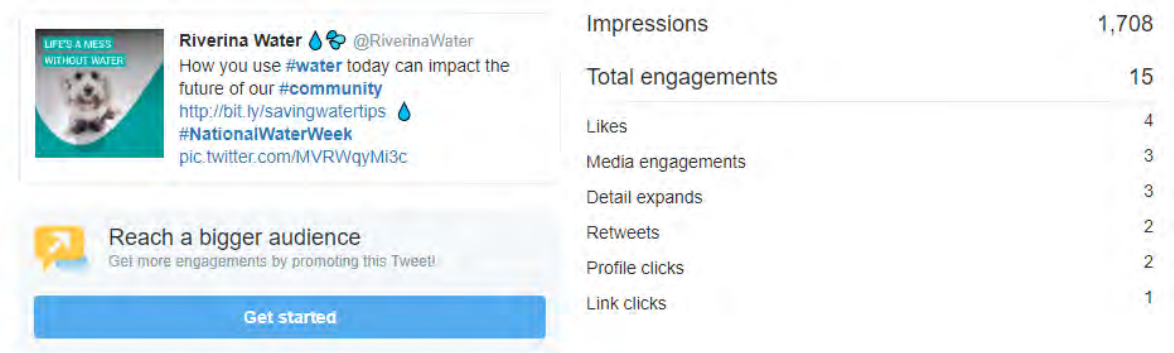 LIFE'S A MESS
WITHOUT WATER
Riverina Water 💧💦 @RiverinaWater
How you use #water today can impact the
future of our #community
http://bit.ly/savingwatertips 💧
#NationalWaterWeek
pic.twitter.com/MVRWqyMi3c
Reach a bigger audience
Get more engagements by promoting this Tweet!
Get started
Impressions 1,708
Total engagements 15
Likes 4
Media engagements 3
Detail expands 3
Retweets 2
Profile clicks 2
Link clicks 1